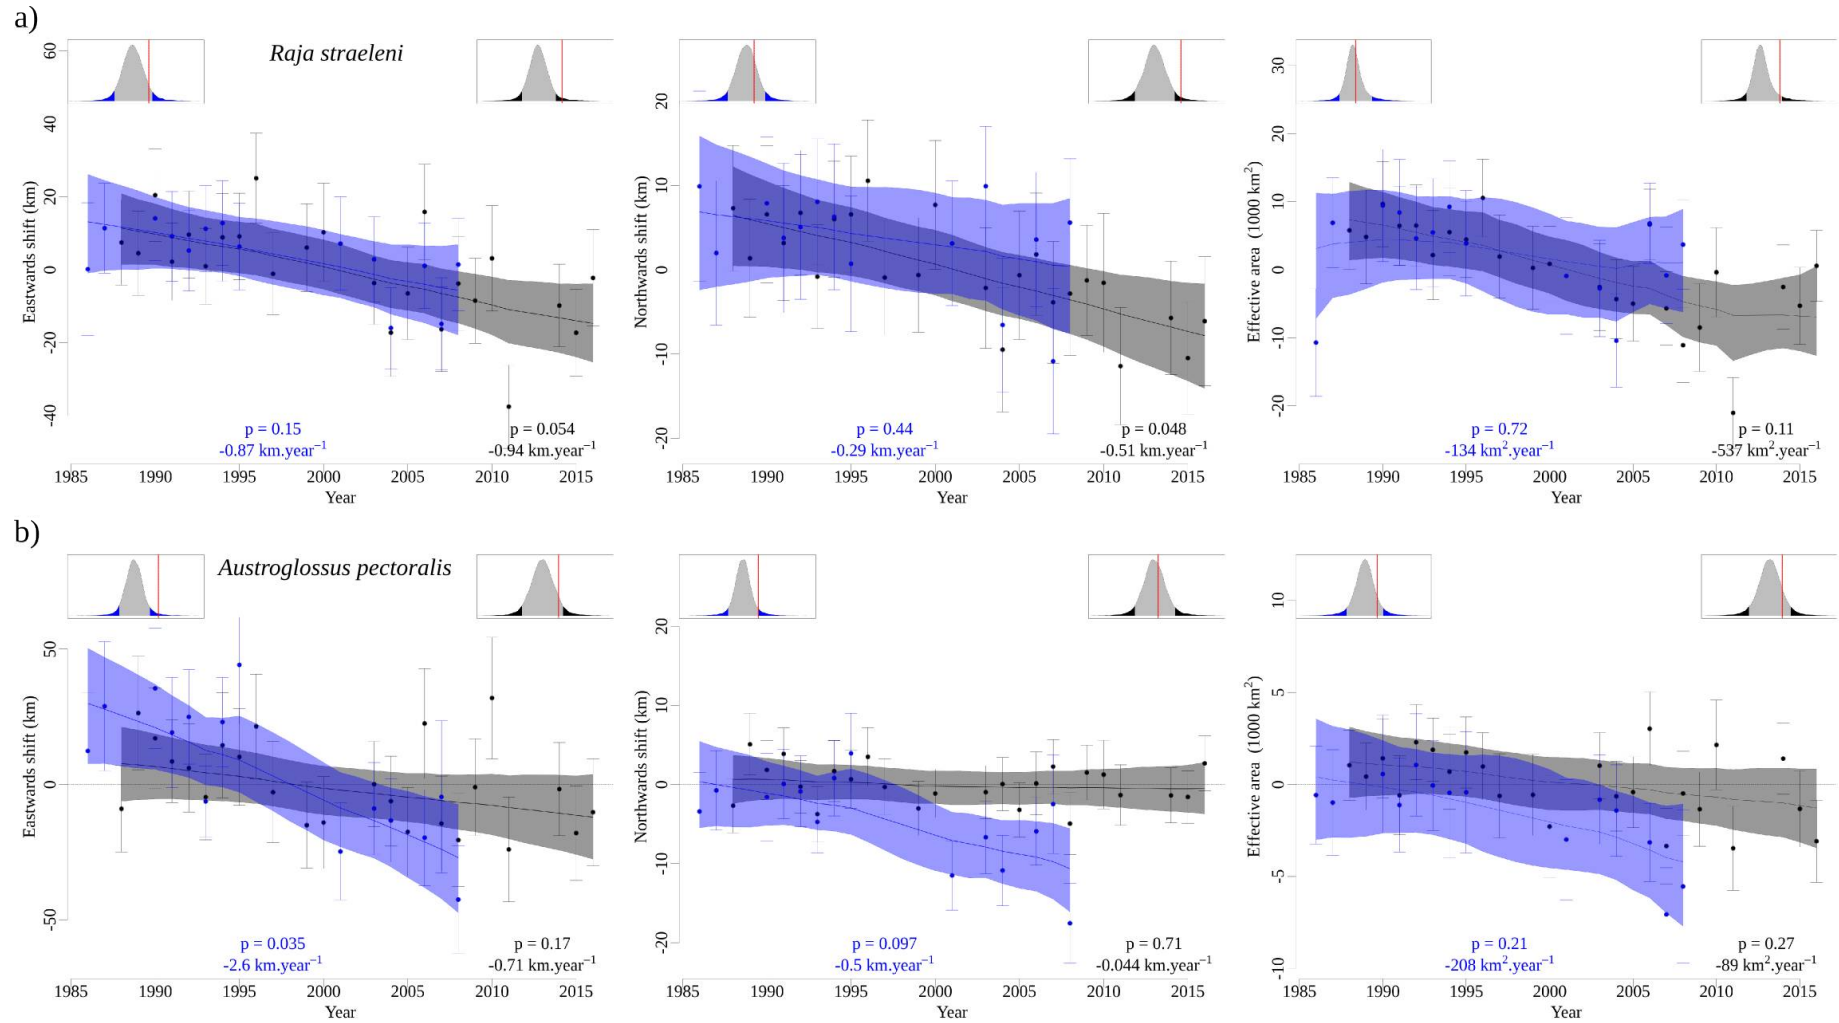 a)
Raja straeleni
Eastwards shift (km)
60
40
20
0
-20
-40
p = 0.15
-0.87 km.year⁻¹
p = 0.054
-0.94 km.year⁻¹
1985 1990 1995 2000 2005 2010 2015
Year
Northwards shift (km)
20
10
0
-10
-20
p = 0.44
-0.29 km.year⁻¹
p = 0.048
-0.51 km.year⁻¹
1985 1990 1995 2000 2005 2010 2015
Year
Effective area (1000 km²)
30
20
10
0
-10
-20
p = 0.72
-134 km².year⁻¹
p = 0.11
-537 km².year⁻¹
1985 1990 1995 2000 2005 2010 2015
Year
b)
Austroglossus pectoralis
Eastwards shift (km)
50
0
-50
p = 0.035
-2.6 km.year⁻¹
p = 0.17
-0.71 km.year⁻¹
1985 1990 1995 2000 2005 2010 2015
Year
Northwards shift (km)
20
10
0
-10
-20
p = 0.097
-0.5 km.year⁻¹
p = 0.71
-0.044 km.year⁻¹
1985 1990 1995 2000 2005 2010 2015
Year
Effective area (1000 km²)
10
5
0
-5
-10
p = 0.21
-208 km².year⁻¹
p = 0.27
-89 km².year⁻¹
1985 1990 1995 2000 2005 2010 2015
Year